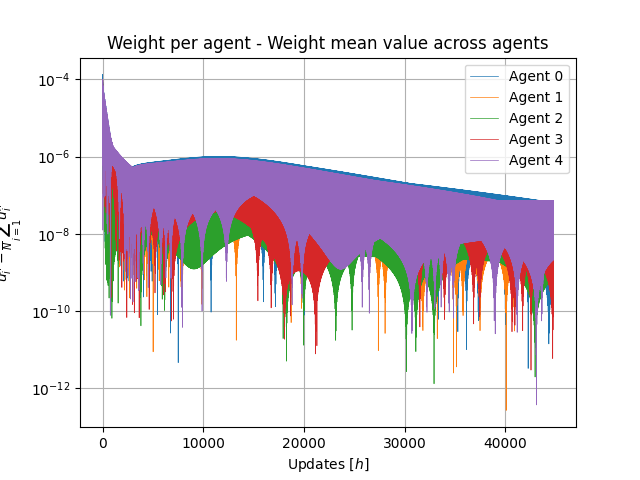 Weight per agent - Weight mean value across agents
10⁻⁴
10⁻⁶
10⁻⁸
10⁻¹⁰
10⁻¹²
Agent 0
Agent 1
Agent 2
Agent 3
Agent 4
0
10000
20000
30000
40000
Updates [h]